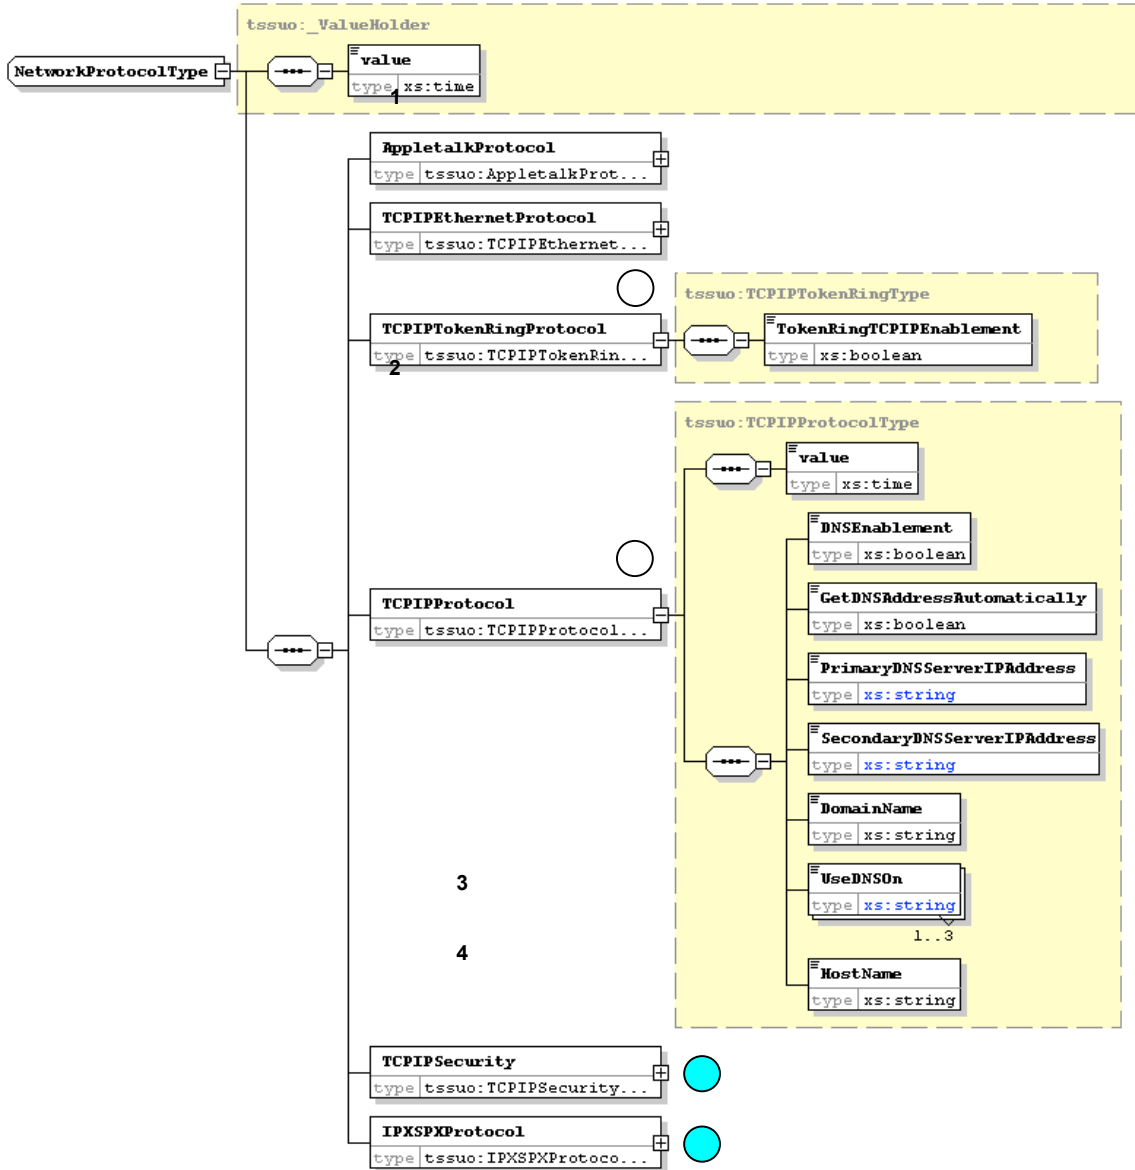 tssuo:_ValueHolder
NetworkProtocolType
value
type xs:time
1
AppletalkProtocol
type tssuo:AppletalkProt...
TCPIPEthernetProtocol
type tssuo:TCPIPEthernet...
tssuo:TCPIPTokenRingType
TCPIPTokenRingProtocol
type tssuo:TCPIPTokenRin...
TokenRingTCPIPEnablement
type xs:boolean
2
tssuo:TCPIPProtocolType
value
type xs:time
DNSEnablement
type xs:boolean
TCPIPProtocol
type tssuo:TCPIPProtocol...
GetDNSAddressAutomatically
type xs:boolean
PrimaryDNSServerIPAddress
type xs:string
SecondaryDNSServerIPAddress
type xs:string
DomainName
type xs:string
3
UseDNSOn
type xs:string
1..3
4
HostName
type xs:string
TCPIPSecurity
type tssuo:TCPIPSecurity...
IPXSPXProtocol
type tssuo:IPXSPXProtoco...